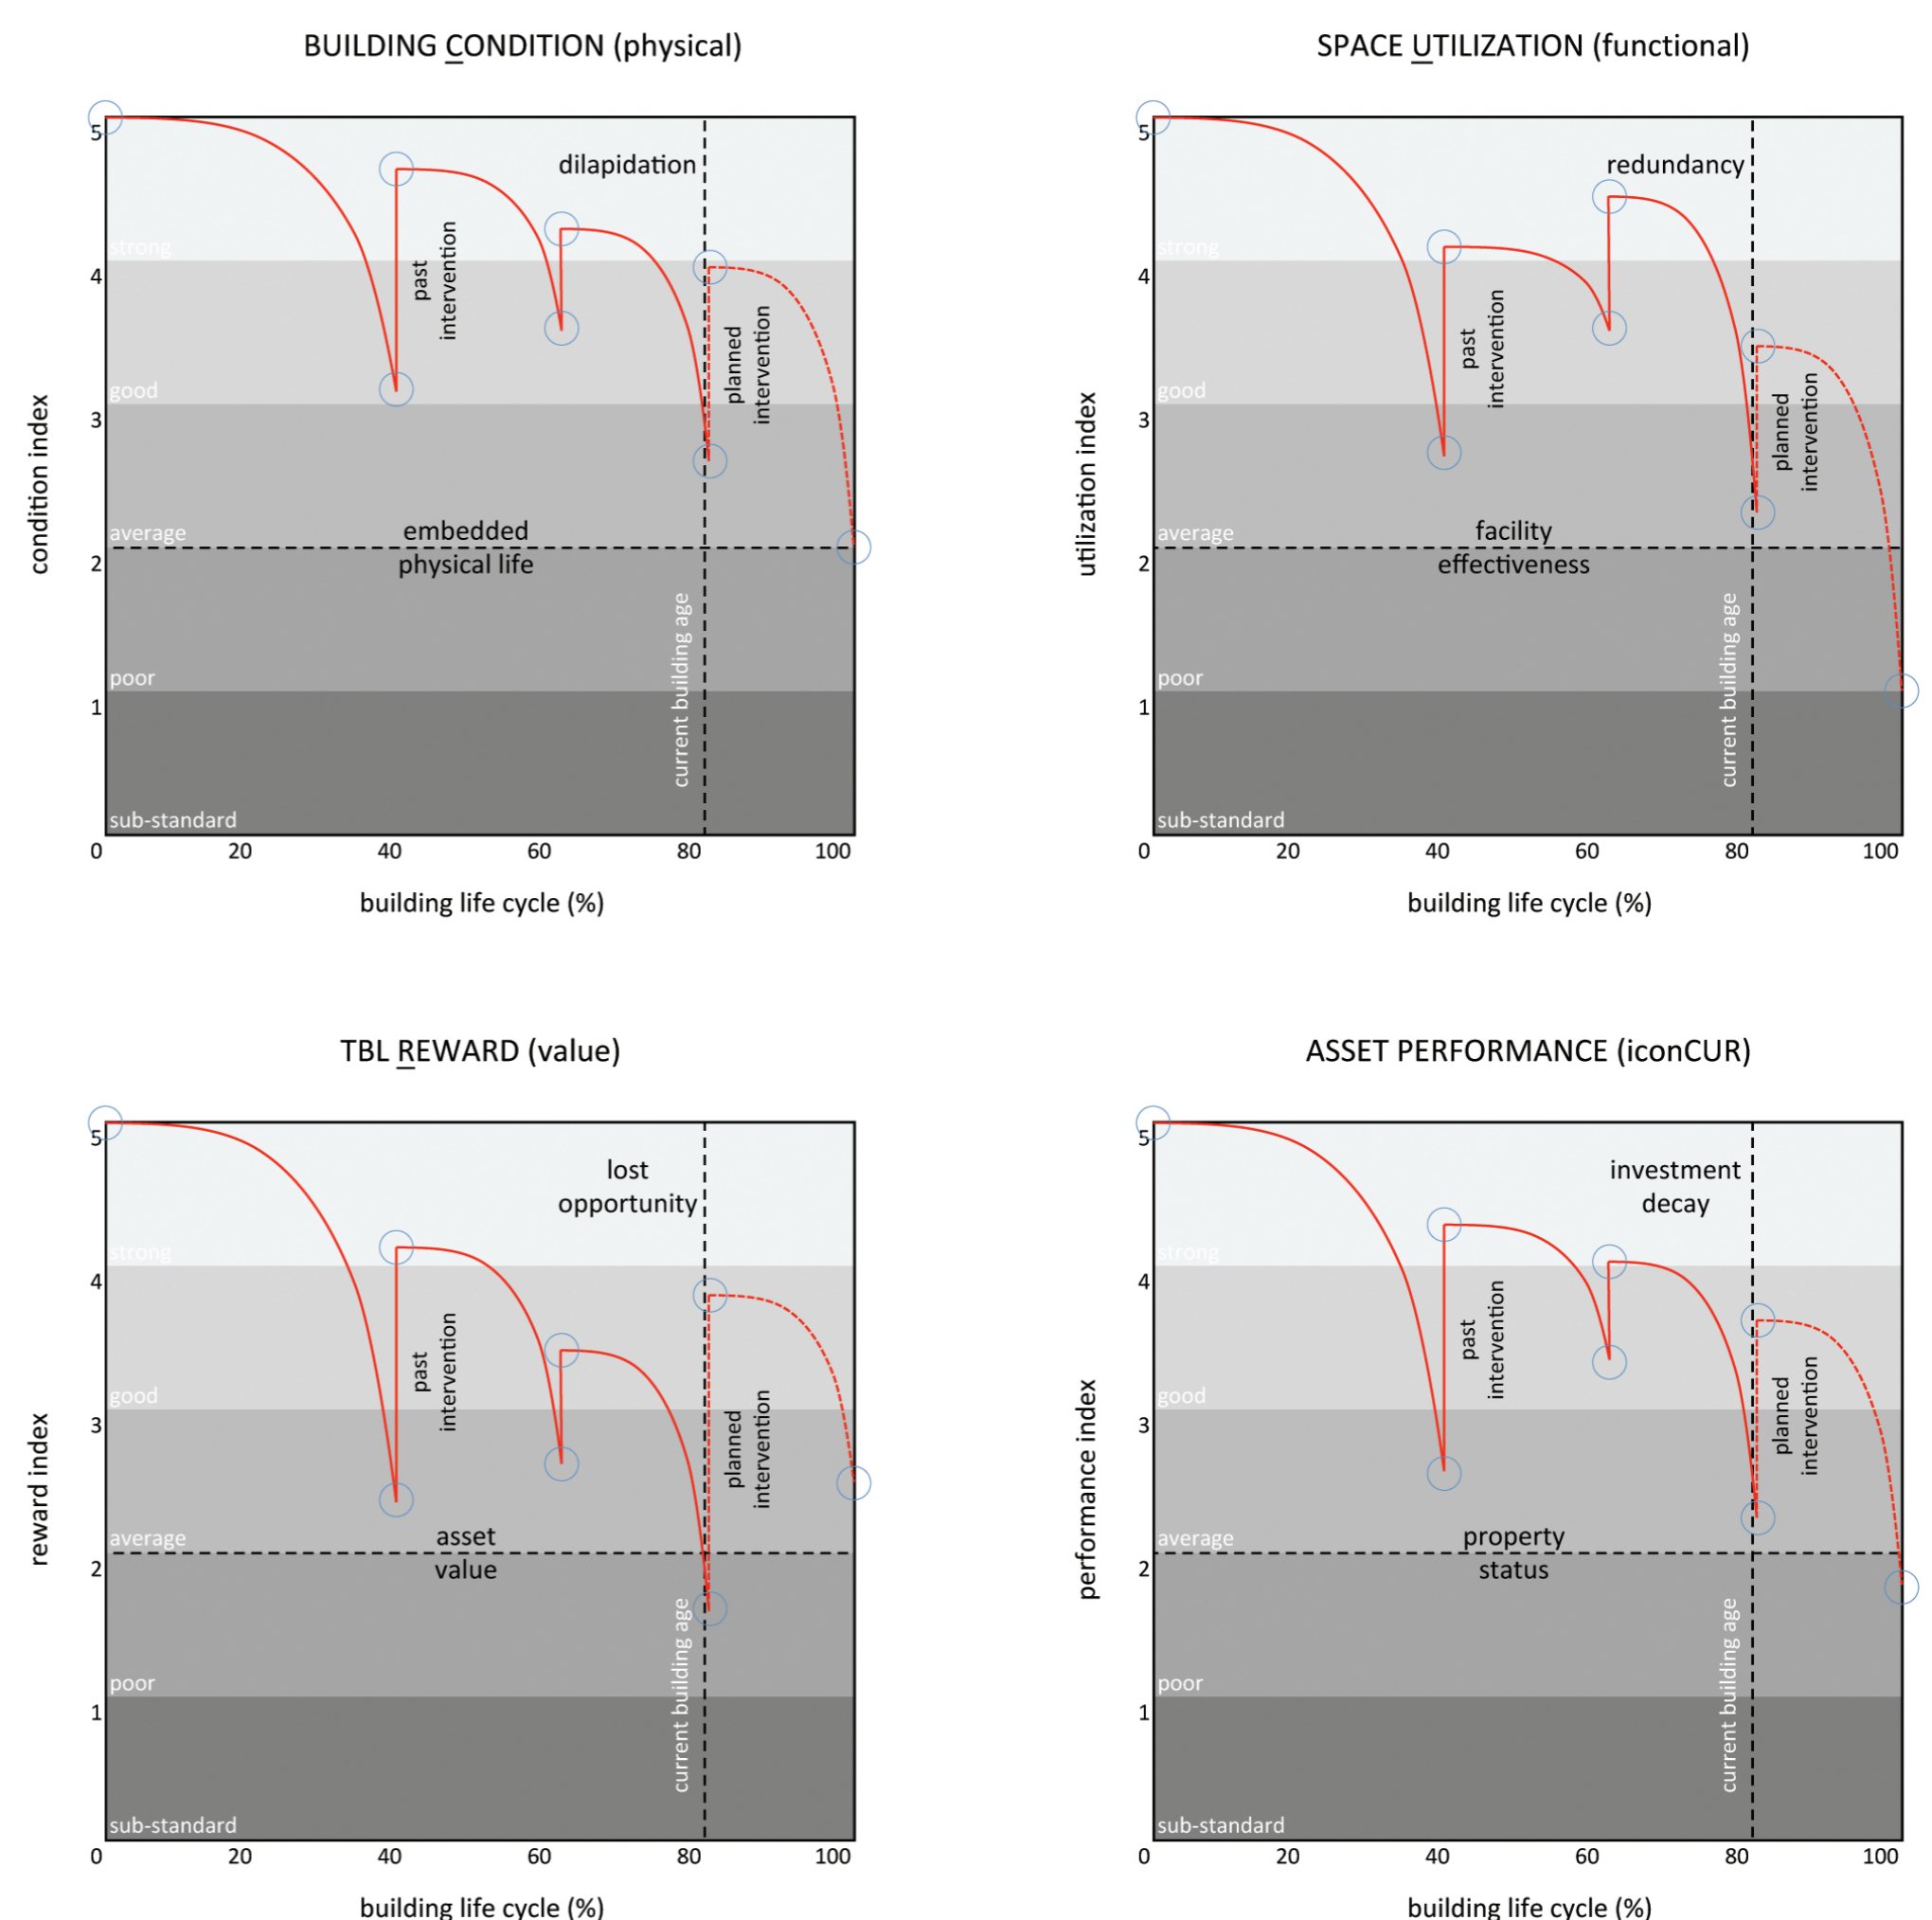 BUILDING CONDITION (physical)
5
4
3
2
1
condition index
strong
good
average
poor
sub-standard
dilapidation
past
intervention
planned
intervention
embedded
physical life
current building age
0 20 40 60 80 100
building life cycle (%)
SPACE UTILIZATION (functional)
5
4
3
2
1
utilization index
strong
good
average
poor
sub-standard
redundancy
past
intervention
planned
intervention
facility
effectiveness
current building age
0 20 40 60 80 100
building life cycle (%)
TBL REWARD (value)
5
4
3
2
1
reward index
strong
good
average
poor
sub-standard
lost
opportunity
past
intervention
planned
intervention
asset
value
current building age
0 20 40 60 80 100
building life cycle (%)
ASSET PERFORMANCE (iconCUR)
5
4
3
2
1
performance index
strong
good
average
poor
sub-standard
investment
decay
past
intervention
planned
intervention
property
status
current building age
0 20 40 60 80 100
building life cycle (%)